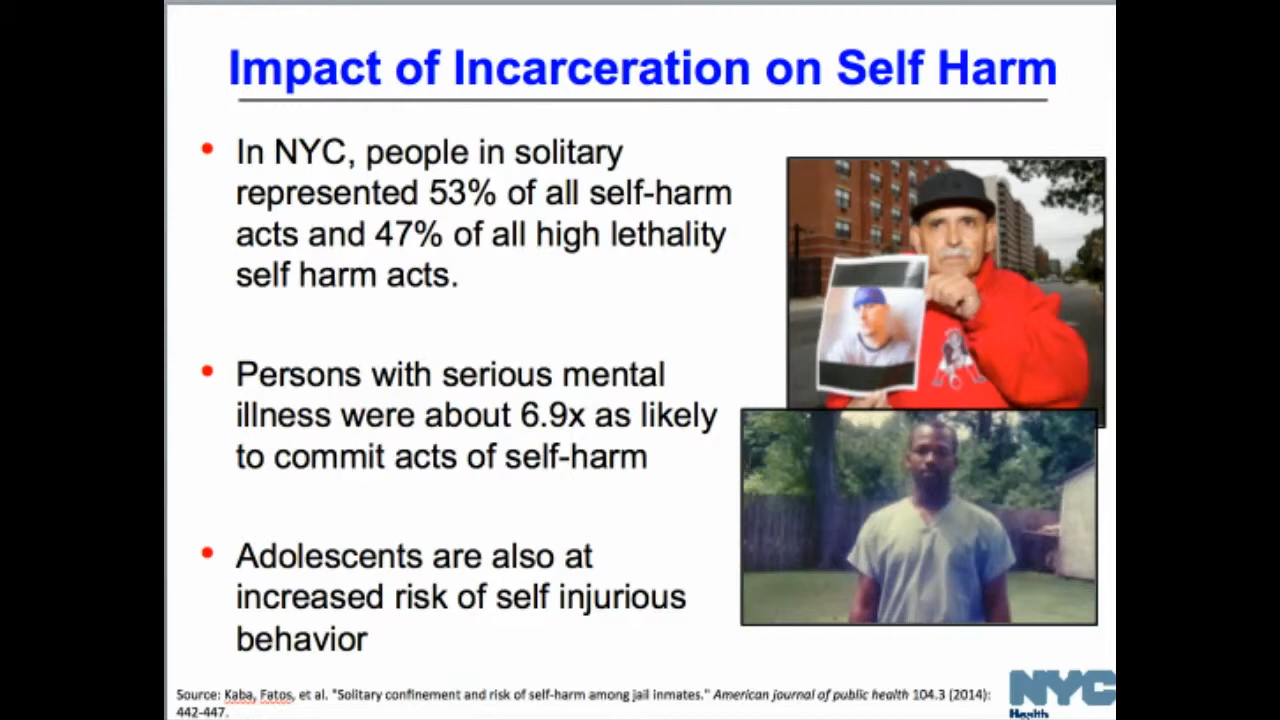 Impact of Incarceration on Self Harm
• In NYC, people in solitary
represented 53% of all self-harm
acts and 47% of all high lethality
self harm acts.
• Persons with serious mental
illness were about 6.9x as likely
to commit acts of self-harm
• Adolescents are also at
increased risk of self injurious
behavior
Source: Kaba, Fatos, et al. "Solitary confinement and risk of self-harm among jail inmates." American journal of public health 104.3 (2014):
442-447.
NYC
Health